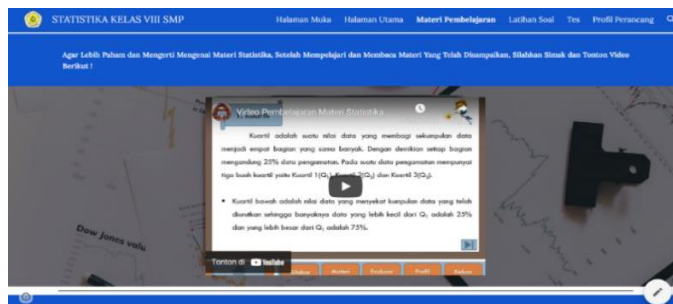 STATISTIKA KELAS VIII SMP
Halaman Muka Halaman Utama Materi Pembelajaran Latihan Soal Tes Profil Perancang
Agar Lebih Paham dan Mengerti Mengenai Materi Statistika, Setelah Mempelajari dan Membaca Materi Yang Telah Disampaikan, Silahkan Simak dan Tonton Video
Berikut !
Video Pembelajaran Materi Statistika
Kuartil adalah suatu nilai data yang membagi sekumpulan data
menjadi empat bagian yang sama banyak. Dengan demikian setiap bagian
mengandung 25% data pengamatan. Pada suatu data pengamatan mempunyai
tiga buah kuartil yaitu Kuartil 1(Q₁), Kuartil 2(Q₂) dan Kuartil 3(Q₃).
• Kuartil bawah adalah nilai data yang menyekat kumpulan data yang telah
diurutkan sehingga banyaknya data yang lebih kecil dari Q₁ adalah 25%
dan yang lebih besar dari Q₁ adalah 75%.
Dow Jones valu
Tonton di YouTube
Materi Evaluasi Profil